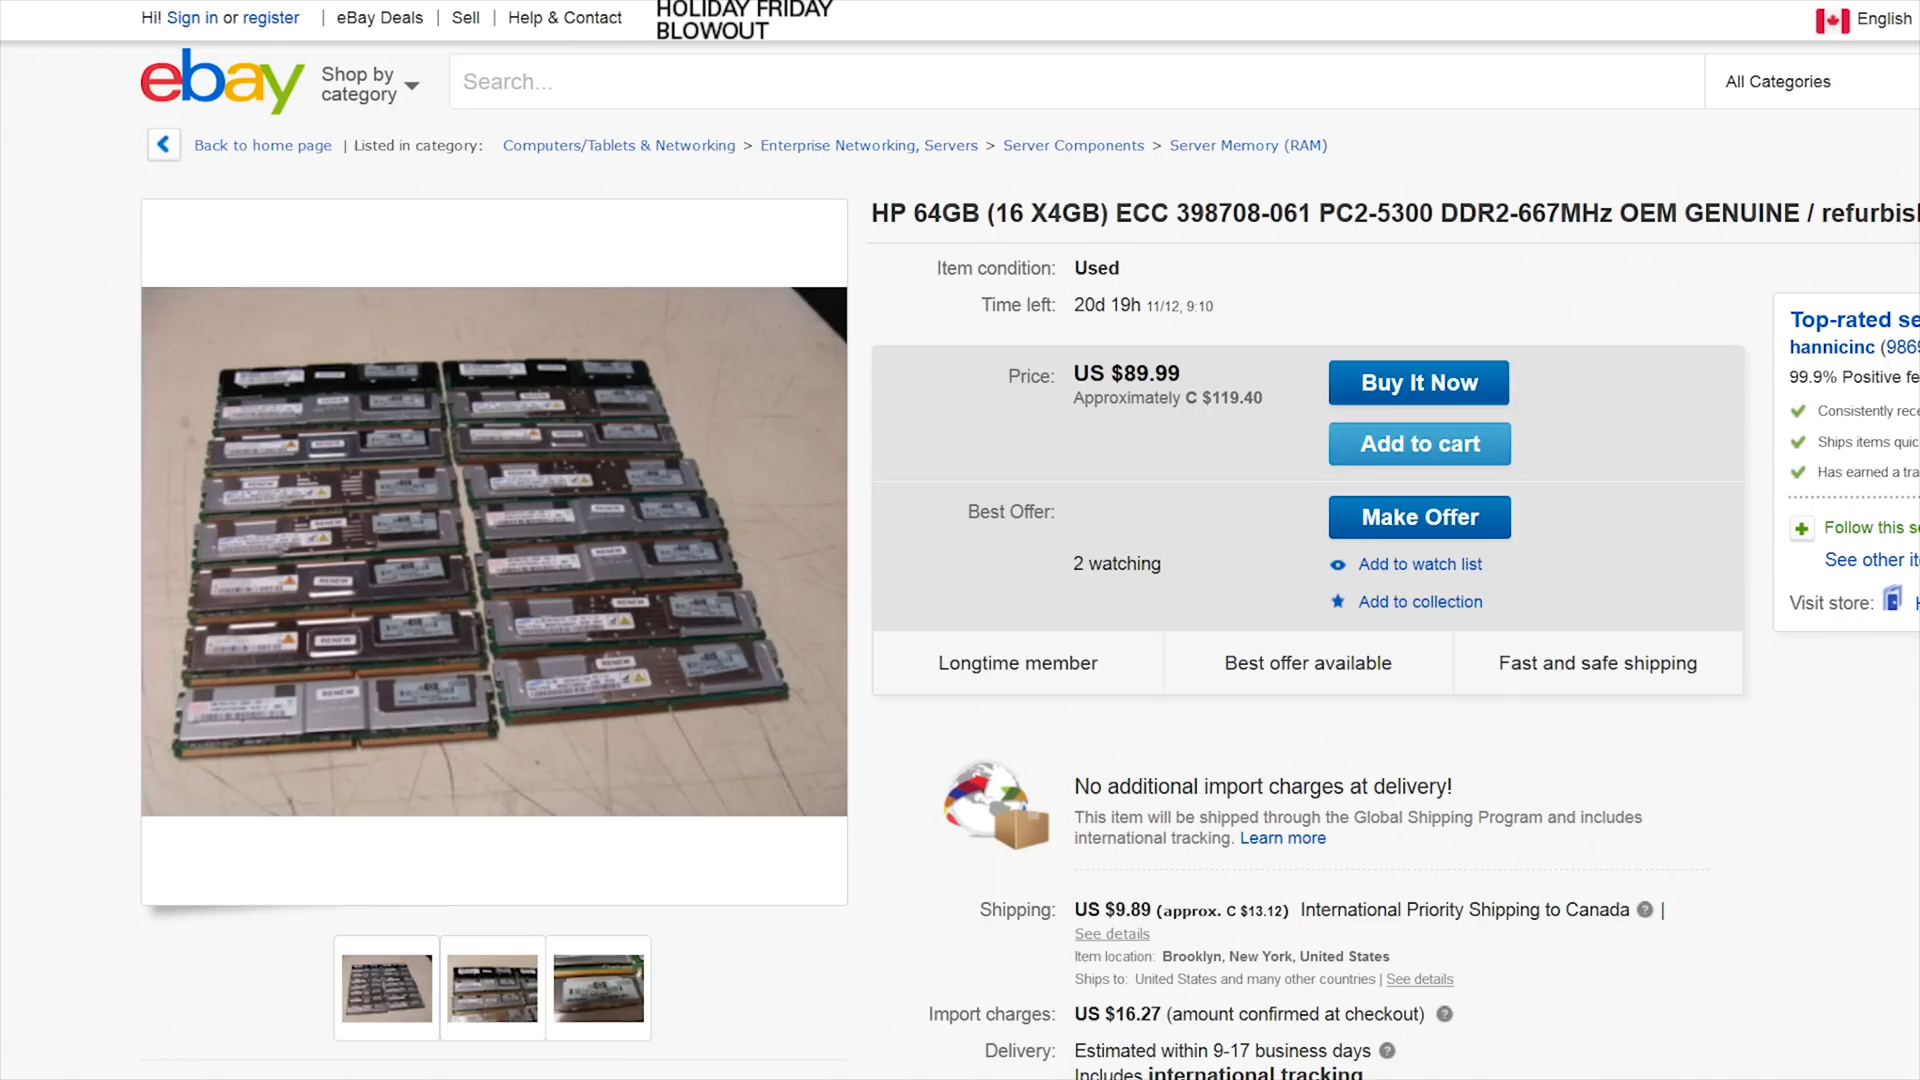 Hi! Sign in or register | eBay Deals | Sell | Help & Contact
HOLIDAY FRIDAY
BLOWOUT
English
ebay
Shop by
category
Search...
All Categories
Back to home page | Listed in category: Computers/Tablets & Networking > Enterprise Networking, Servers > Server Components > Server Memory (RAM)
HP 64GB (16 X4GB) ECC 398708-061 PC2-5300 DDR2-667MHz OEM GENUINE / refurbish
Item condition: Used
Time left: 20d 19h 11/12, 9:10
Price: US $89.99
Approximately C $119.40
Buy It Now
Add to cart
Best Offer:
Make Offer
2 watching
Add to watch list
Add to collection
Longtime member
Best offer available
Fast and safe shipping
Top-rated se
hannicinc (986
99.9% Positive fe
Consistently rece
Ships items quic
Has earned a tra
Follow this se
See other it
Visit store:
RENEW
RENEW
RENEW
RENEW
RENEW
RENEW
RENEW
RENEW
RENEW
No additional import charges at delivery!
This item will be shipped through the Global Shipping Program and includes
international tracking. Learn more
Shipping: US $9.89 (approx. C $13.12) International Priority Shipping to Canada |
See details
Item location: Brooklyn, New York, United States
Ships to: United States and many other countries | See details
Import charges: US $16.27 (amount confirmed at checkout)
Delivery: Estimated within 9-17 business days
Includes international tracking